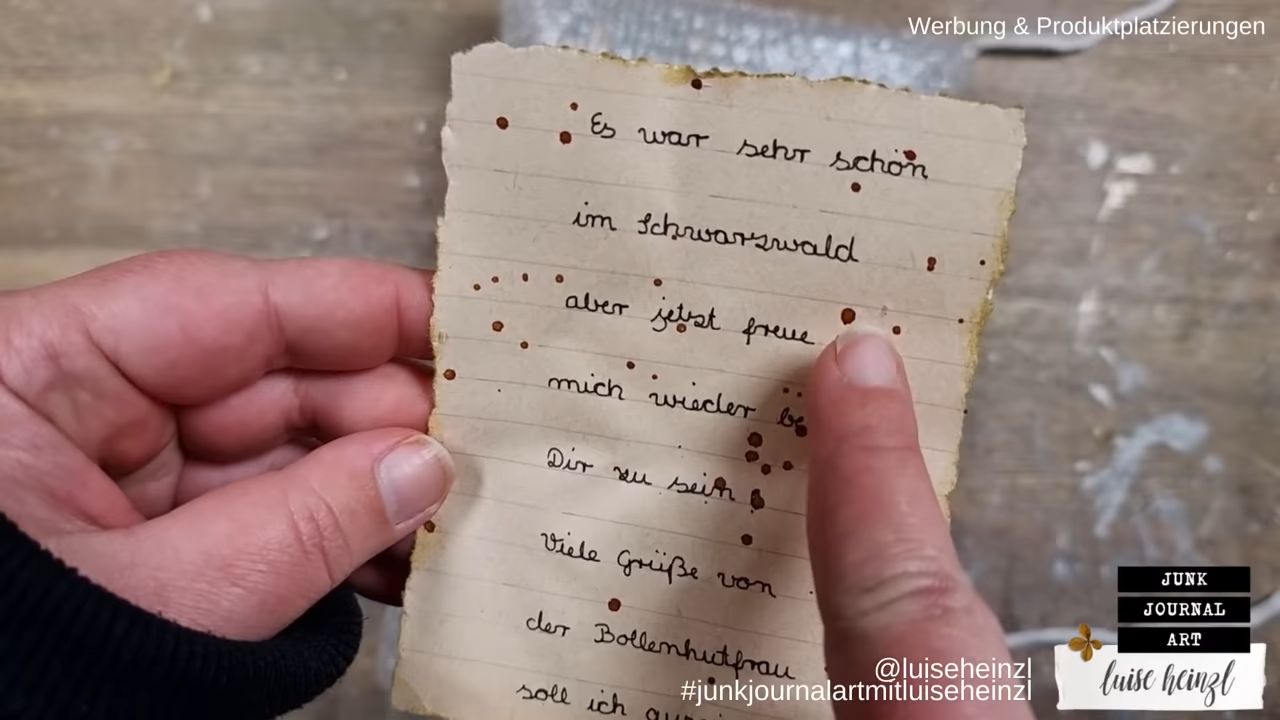 Werbung & Produktplatzierungen
Es war sehr schön
im Schwarzwald
aber jetzt freue
mich wieder
Dir zu sein
Viele Grüße von
der Bollenhutfrau
soll ich
@luiseheinzl
#junkjournalartmitluiseheinzl
JUNK
JOURNAL
ART
luise heinzl